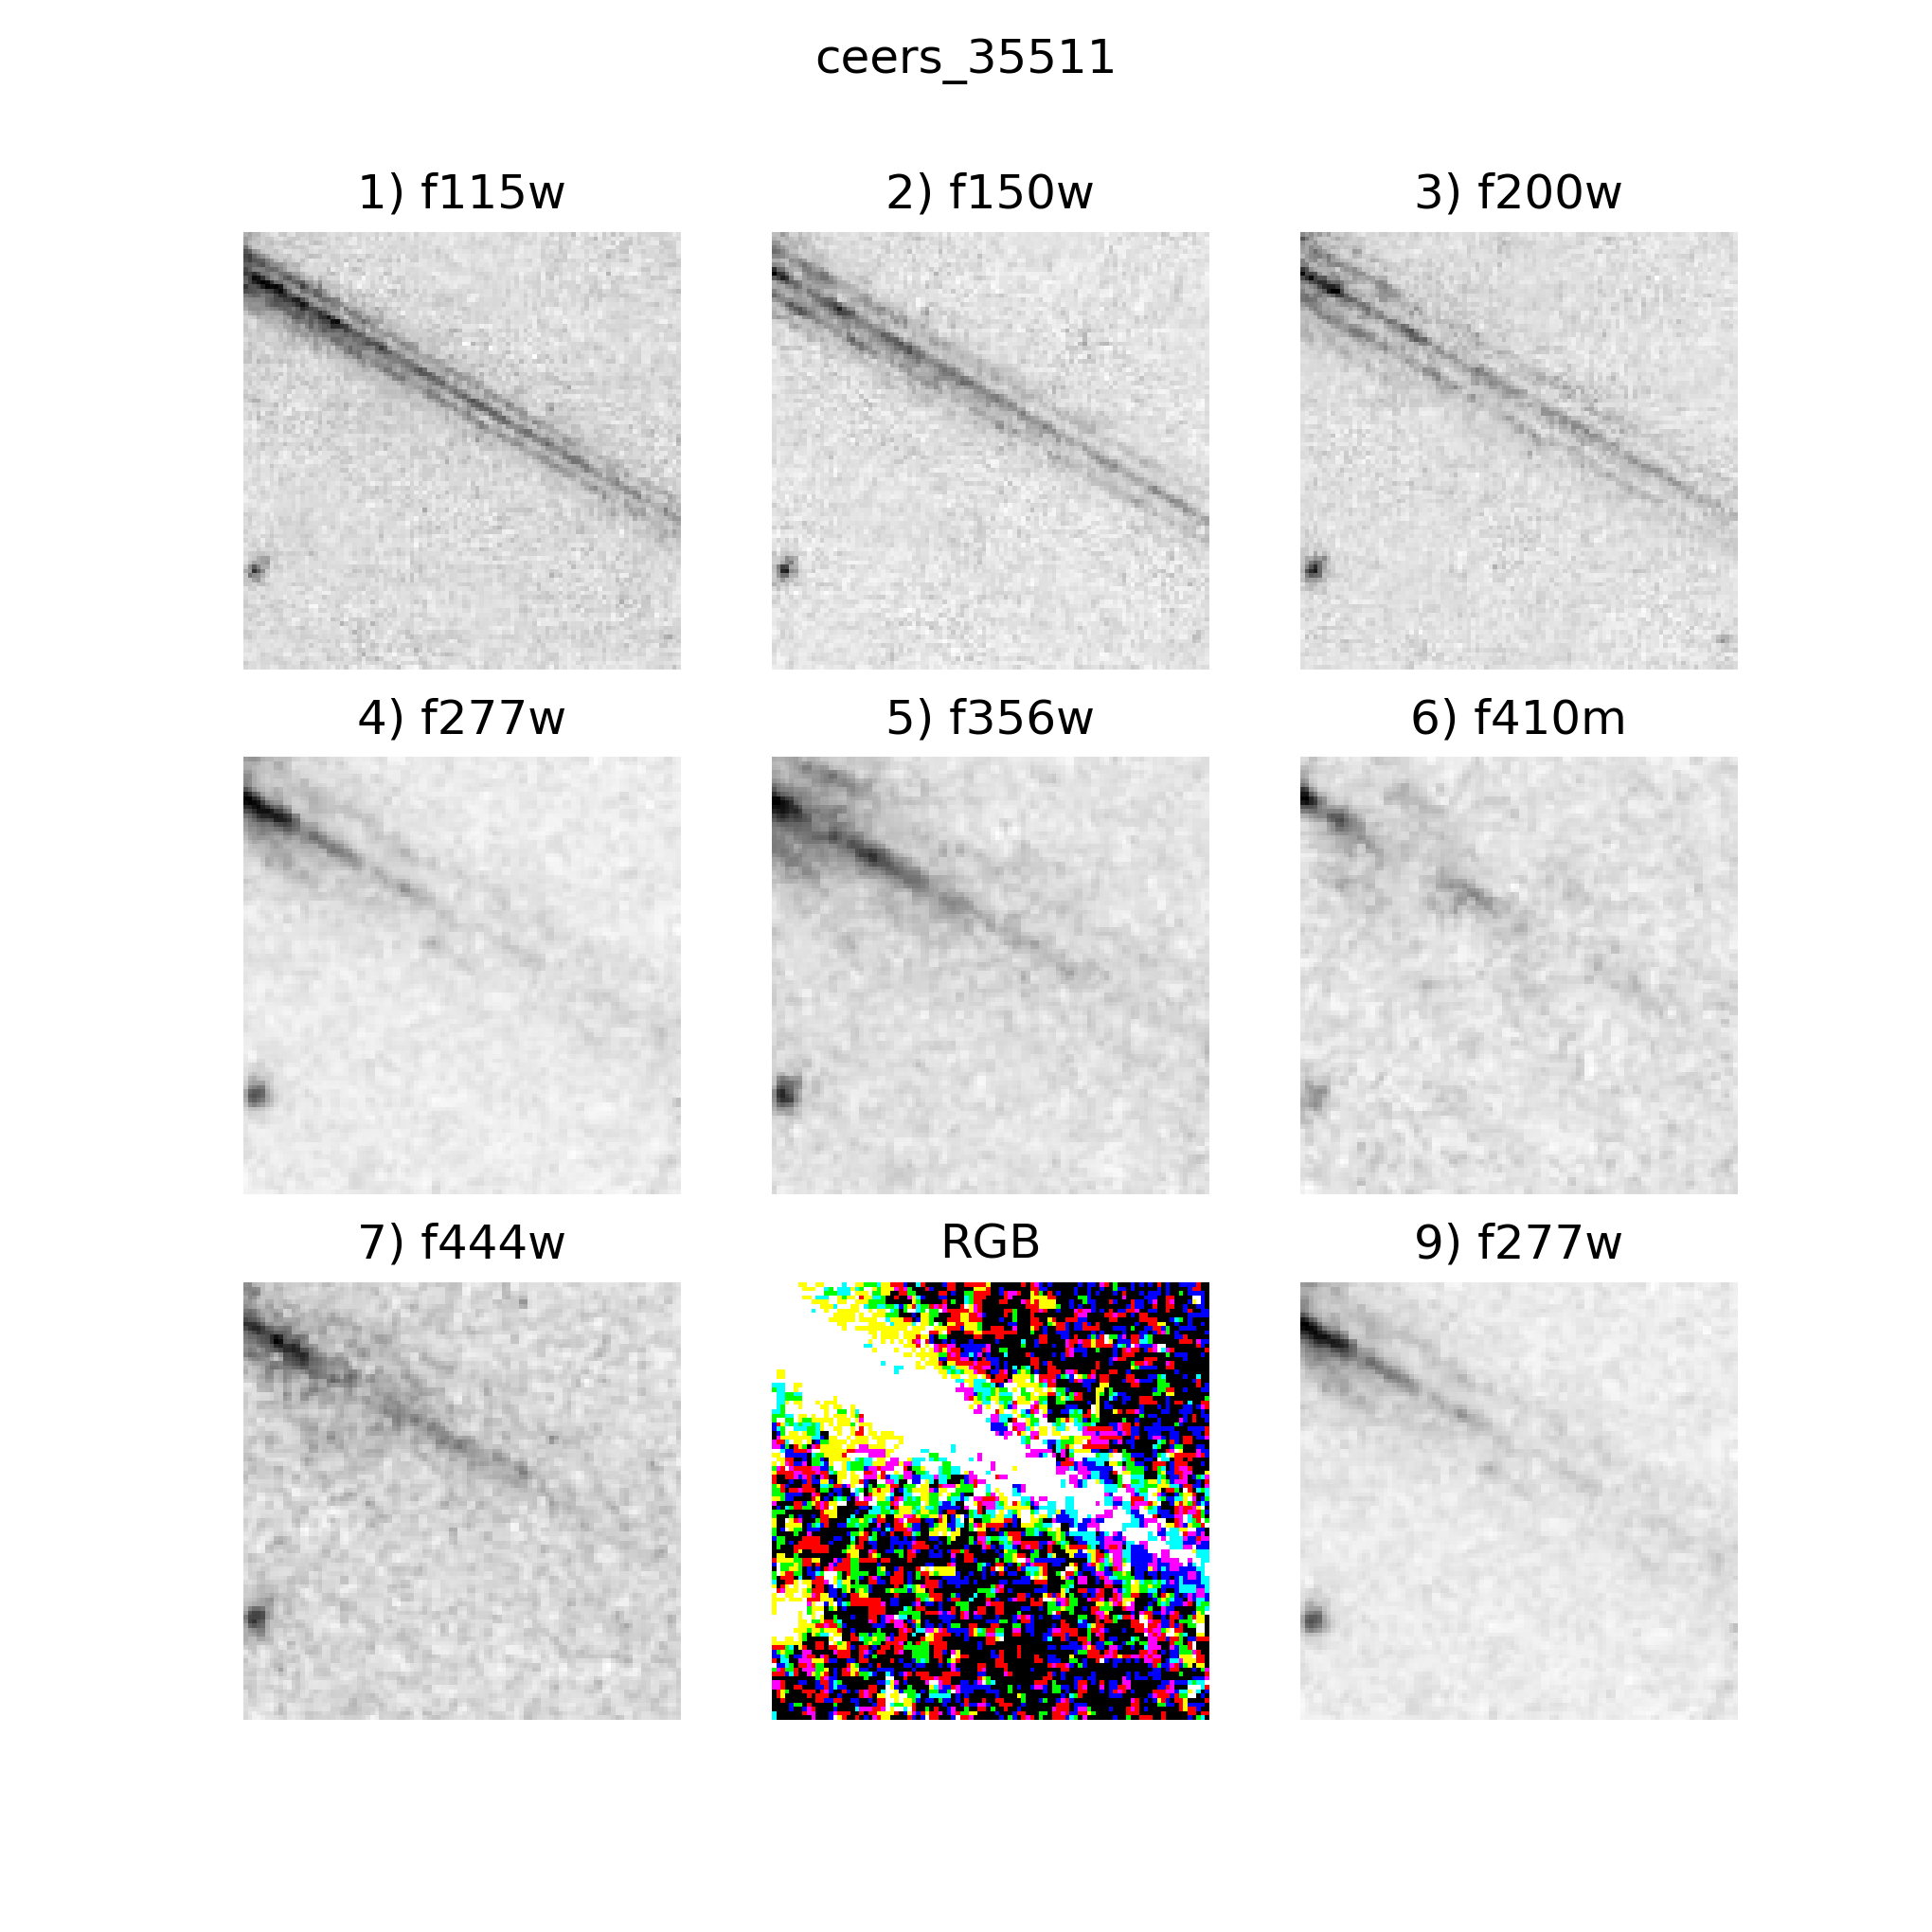 ceers_35511
1) f115w
2) f150w
3) f200w
4) f277w
5) f356w
6) f410m
7) f444w
RGB
9) f277w